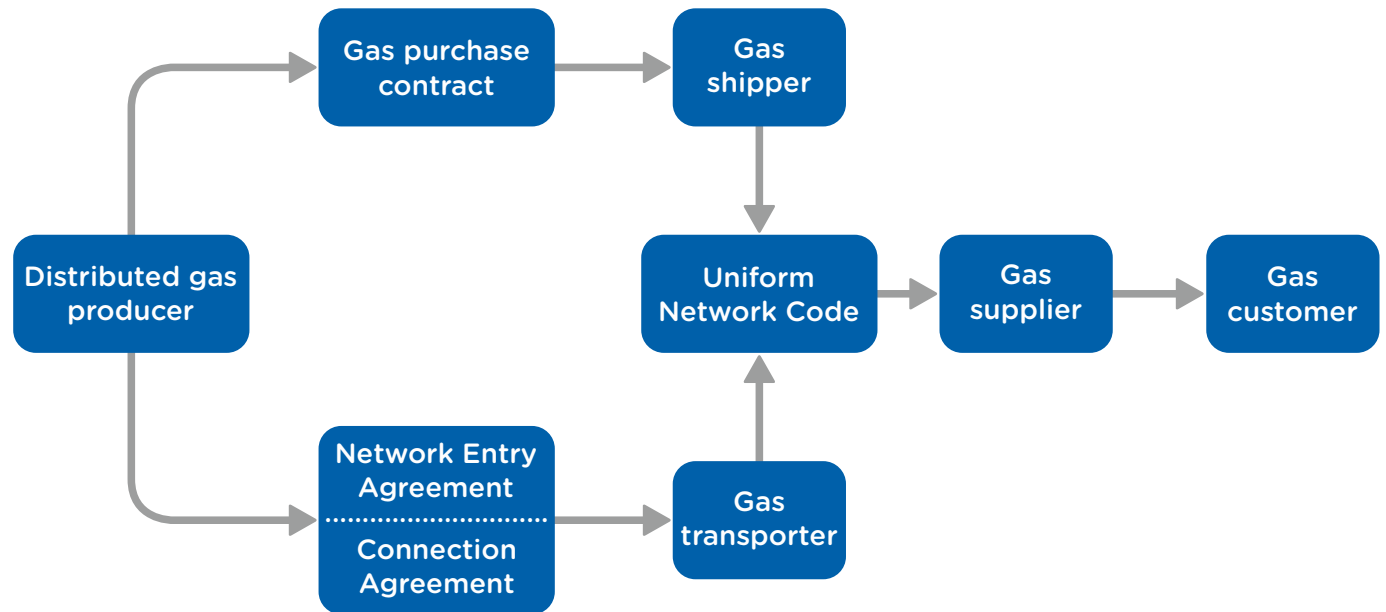 Gas purchase
contract
Gas
shipper
Distributed gas
producer
Uniform
Network Code
Gas
supplier
Gas
customer
Network Entry
Agreement
Connection
Agreement
Gas
transporter